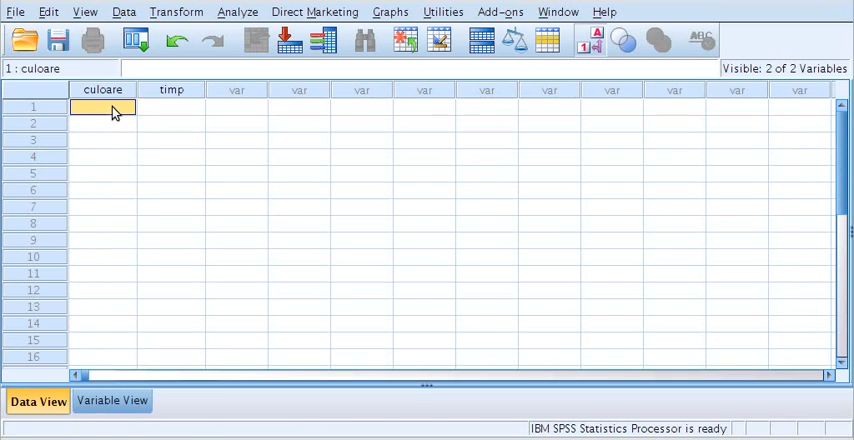 File Edit View Data Transform Analyze Direct Marketing Graphs Utilities Add-ons Window Help
A
1
ABC
1 : culoare
Visible: 2 of 2 Variables
culoare timp var var var var var var var var var
1
2
3
4
5
6
7
8
9
10
11
12
13
14
15
16
Data View Variable View
IBM SPSS Statistics Processor is ready